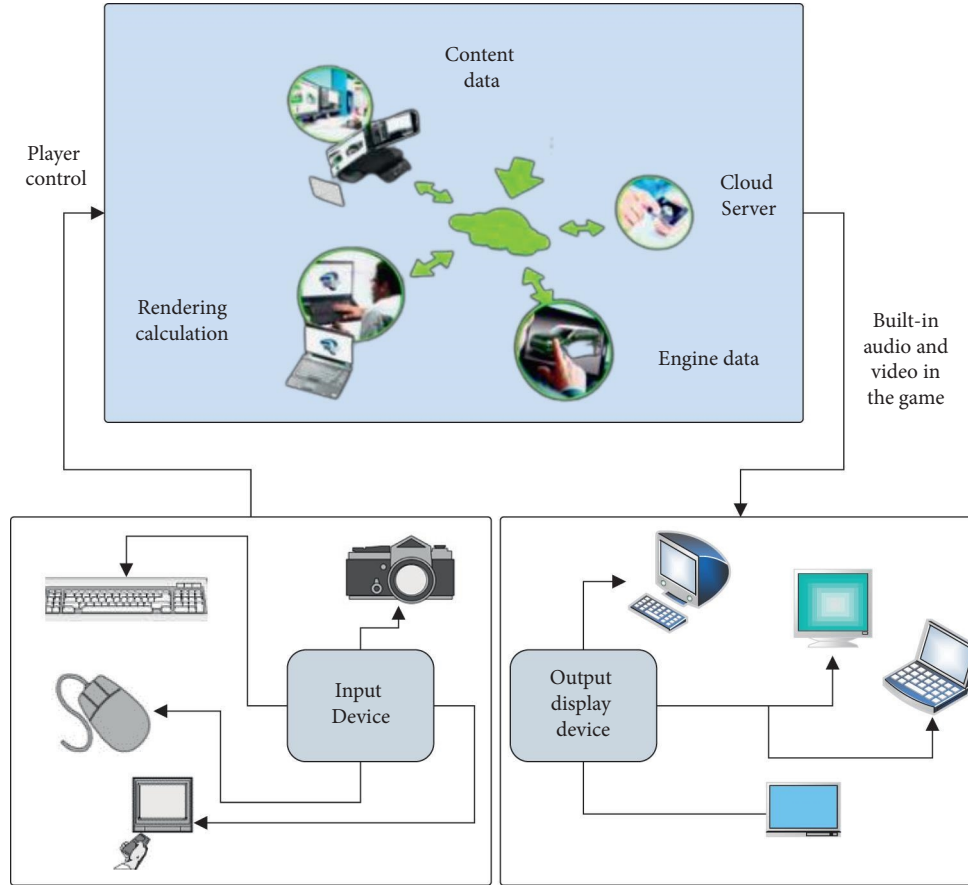 Content
data
Player
control
Cloud
Server
Rendering
calculation
Engine data
Built-in
audio and
video in
the game
Input
Device
Output
display
device